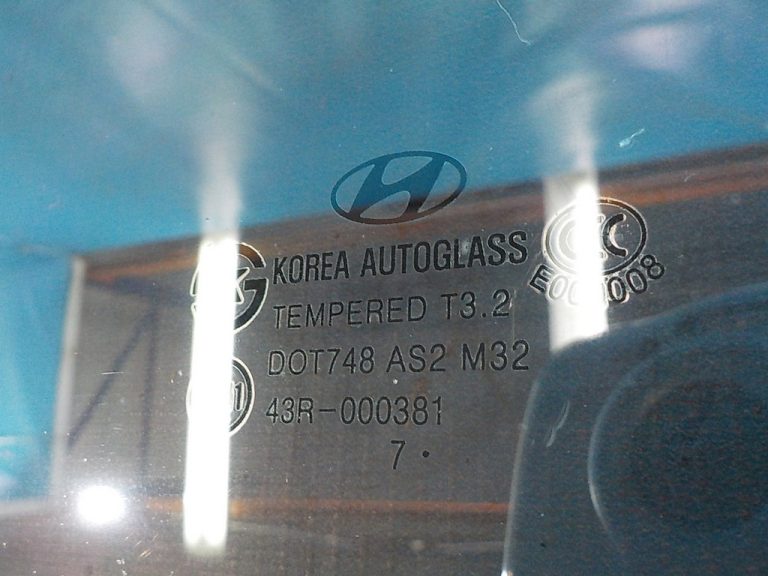 KOREA AUTOGLASS
TEMPERED T3.2
DOT748 AS2 M32
43R-000381
7 •